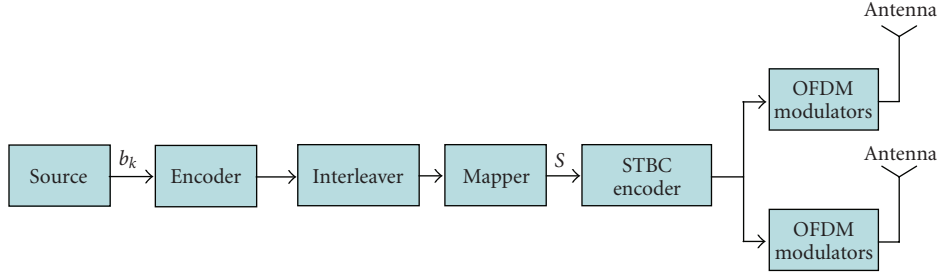 Antenna
OFDM
modulators
Source
b_k
Encoder
Interleaver
Mapper
S
STBC
encoder
Antenna
OFDM
modulators